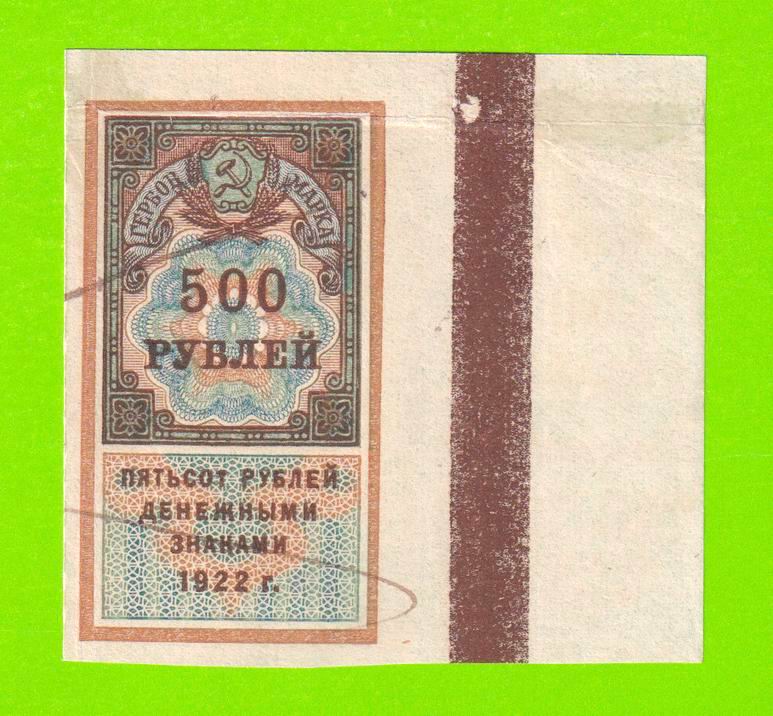 ГЕРБОВ. МАРКА
500
РУБЛЕЙ
ПЯТЬСОТ РУБЛЕЙ
ДЕНЕЖНЫМИ
ЗНАКАМИ
1922 г.